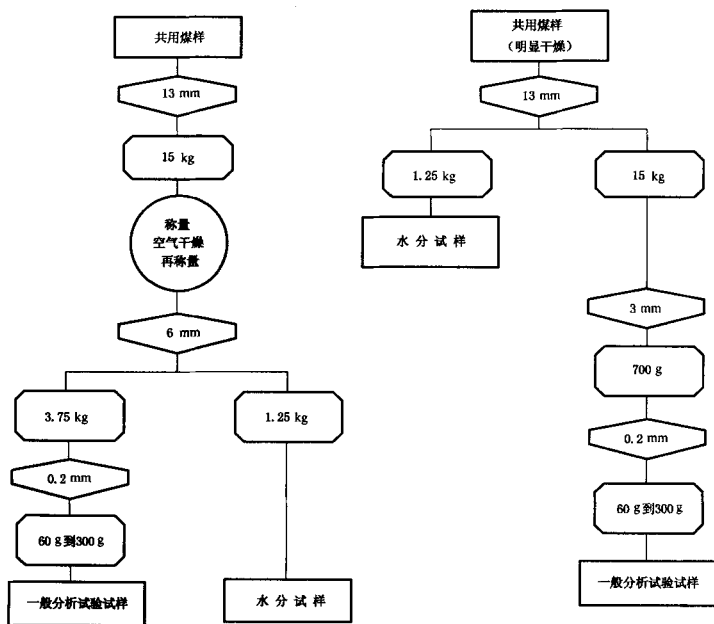 共用煤样
13 mm
15 kg
称量
空气干燥
再称量
6 mm
3.75 kg
1.25 kg
0.2 mm
60 g到300 g
一般分析试验试样
水分试样
共用煤样
(明显干燥)
13 mm
1.25 kg
15 kg
水分试样
3 mm
700 g
0.2 mm
60 g到300 g
一般分析试验试样